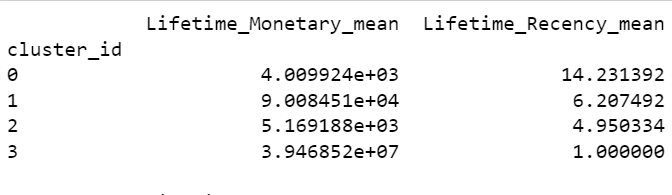 Lifetime_Monetary_mean Lifetime_Recency_mean
cluster_id
0 4.009924e+03 14.231392
1 9.008451e+04 6.207492
2 5.169188e+03 4.950334
3 3.946852e+07 1.000000